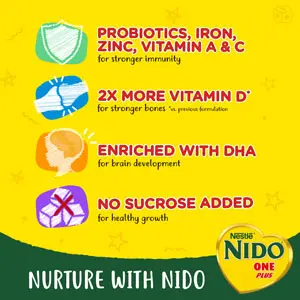 PROBIOTICS, IRON,
ZINC, VITAMIN A & C
for stronger immunity
2X MORE VITAMIN D*
for stronger bones *vs. previous formulation
ENRICHED WITH DHA
for brain development
NO SUCROSE ADDED
for healthy growth
Nestlé
NIDO
ONE
PLUS
NURTURE WITH NIDO